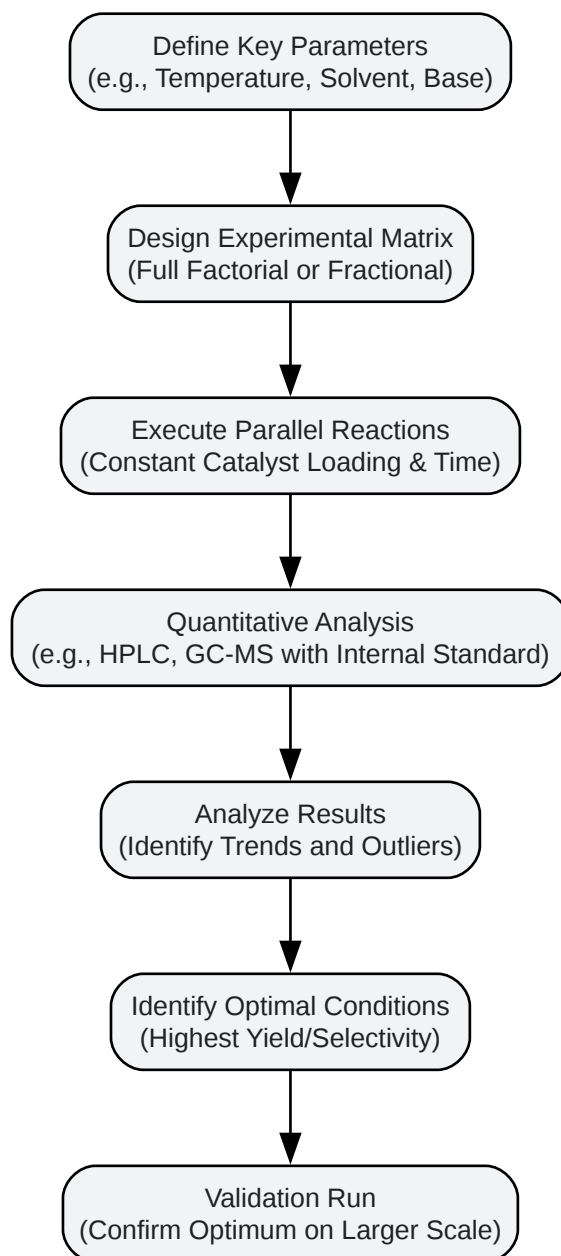 Define Key Parameters
(e.g., Temperature, Solvent, Base)
Design Experimental Matrix
(Full Factorial or Fractional)
Execute Parallel Reactions
(Constant Catalyst Loading & Time)
Quantitative Analysis
(e.g., HPLC, GC-MS with Internal Standard)
Analyze Results
(Identify Trends and Outliers)
Identify Optimal Conditions
(Highest Yield/Selectivity)
Validation Run
(Confirm Optimum on Larger Scale)